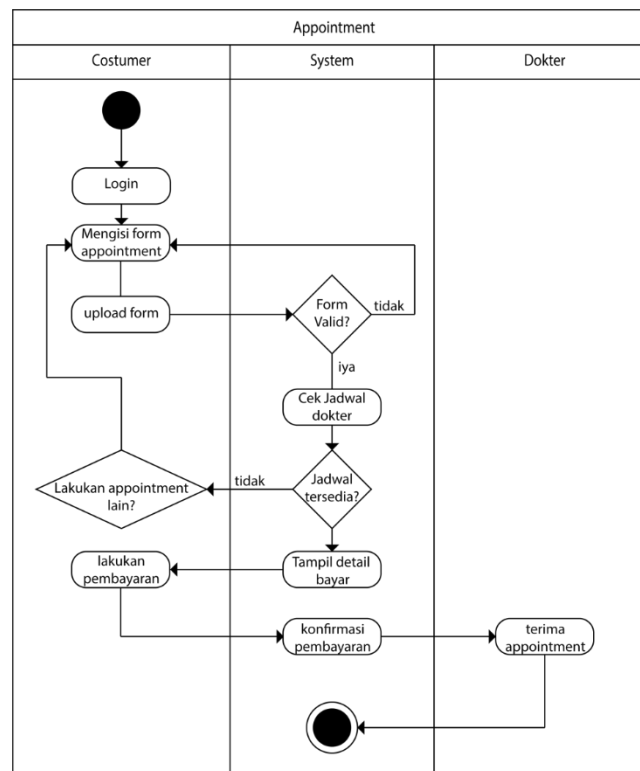 Appointment
Costumer
System
Dokter
Login
Mengisi form
appointment
upload form
Form
Valid?
tidak
iya
Cek Jadwal
dokter
Jadwal
tersedia?
tidak
Lakukan appointment
lain?
Tampil detail
bayar
lakukan
pembayaran
konfirmasi
pembayaran
terima
appointment